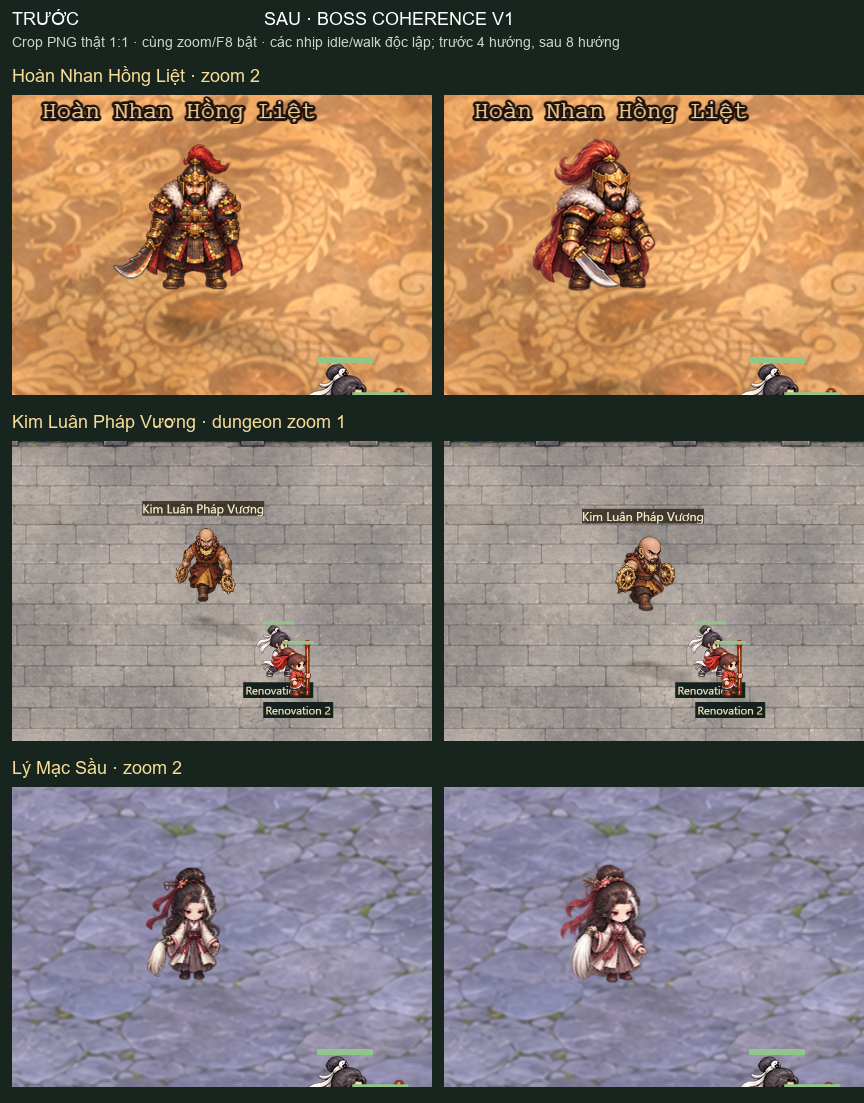 TRƯỚC
SAU · BOSS COHERENCE V1
Crop PNG thật 1:1 · cùng zoom/F8 bật · các nhịp idle/walk độc lập; trước 4 hướng, sau 8 hướng
Hoàn Nhan Hồng Liệt · zoom 2
Hoàn Nhan Hồng Liệt
Hoàn Nhan Hồng Liệt
Kim Luân Pháp Vương · dungeon zoom 1
Kim Luân Pháp Vương
Kim Luân Pháp Vương
Renovati
Renovati
Renovation 2
Renovation 2
Lý Mạc Sầu · zoom 2